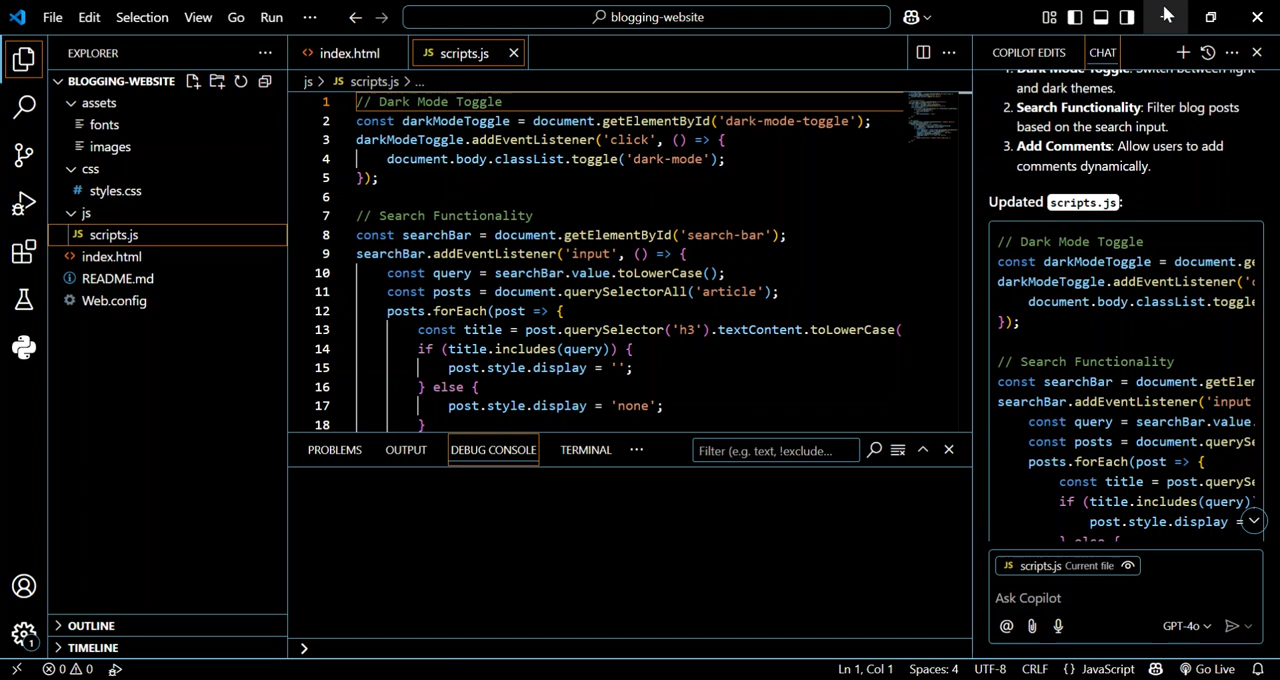 File Edit Selection View Go Run ··· blogging-website
EXPLORER ···
BLOGGING-WEBSITE
assets
fonts
images
css
# styles.css
js
JS scripts.js
<> index.html
README.md
Web.config
OUTLINE
TIMELINE
<> index.html JS scripts.js
js > JS scripts.js > ...
1 // Dark Mode Toggle
2 const darkModeToggle = document.getElementById('dark-mode-toggle');
3 darkModeToggle.addEventListener('click', () => {
4 document.body.classList.toggle('dark-mode');
5 });
6
7 // Search Functionality
8 const searchBar = document.getElementById('search-bar');
9 searchBar.addEventListener('input', () => {
10 const query = searchBar.value.toLowerCase();
11 const posts = document.querySelectorAll('article');
12 posts.forEach(post => {
13 const title = post.querySelector('h3').textContent.toLowerCase(
14 if (title.includes(query)) {
15 post.style.display = '';
16 } else {
17 post.style.display = 'none';
18 }
PROBLEMS OUTPUT DEBUG CONSOLE TERMINAL ··· Filter (e.g. text, !exclude...
>
COPILOT EDITS CHAT
1. Dark Mode Toggle: Switch between light
and dark themes.
2. Search Functionality: Filter blog posts
based on the search input.
3. Add Comments: Allow users to add
comments dynamically.
Updated scripts.js:
// Dark Mode Toggle
const darkModeToggle = document.ge
darkModeToggle.addEventListener('c
document.body.classList.toggle
});
// Search Functionality
const searchBar = document.getElem
searchBar.addEventListener('input
const query = searchBar.value.
const posts = document.querySe
posts.forEach(post => {
const title = post.querySe
if (title.includes(query)
post.style.display =
} else {
JS scripts.js Current file
Ask Copilot
@ GPT-4o
0 0 Ln 1, Col 1 Spaces: 4 UTF-8 CRLF {} JavaScript Go Live